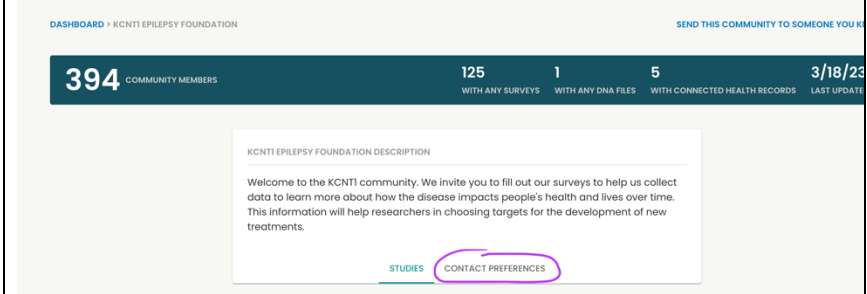 DASHBOARD > KCNT1 EPILEPSY FOUNDATION
SEND THIS COMMUNITY TO SOMEONE YOU
394 COMMUNITY MEMBERS
125
WITH ANY SURVEYS
1
WITH ANY DNA FILES
5
WITH CONNECTED HEALTH RECORDS
3/18/23
LAST UPDATE
KCNT1 EPILEPSY FOUNDATION DESCRIPTION
Welcome to the KCNT1 community. We invite you to fill out our surveys to help us collect
data to learn more about how the disease impacts people's health and lives over time.
This information will help researchers in choosing targets for the development of new
treatments.
STUDIES CONTACT PREFERENCES